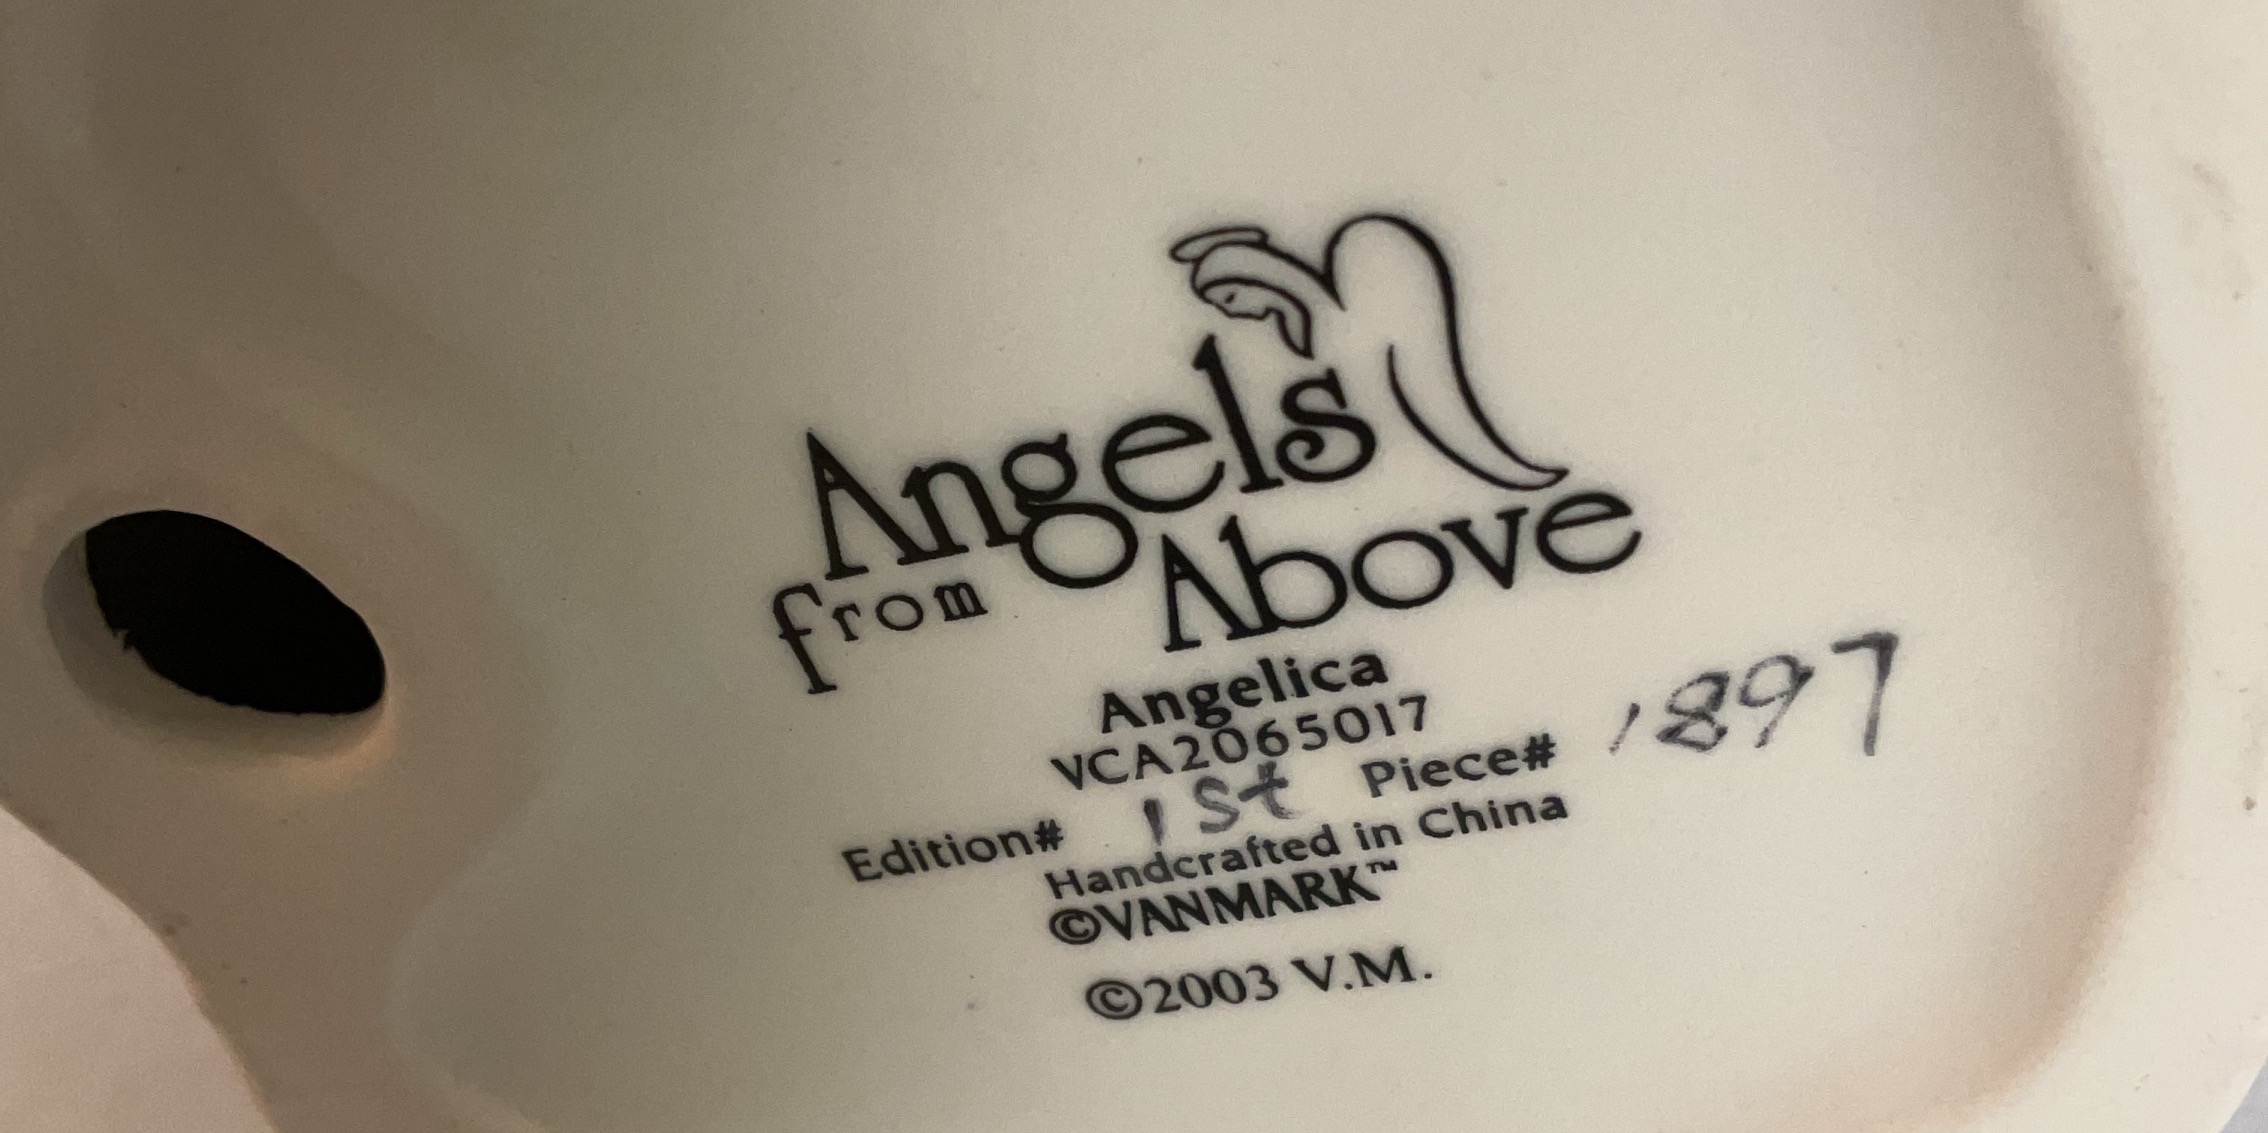 Angels
from Above
Angelica
VCA2065017
Edition# 1st Piece# 1897
Handcrafted in China
©VANMARK™
©2003 V.M.